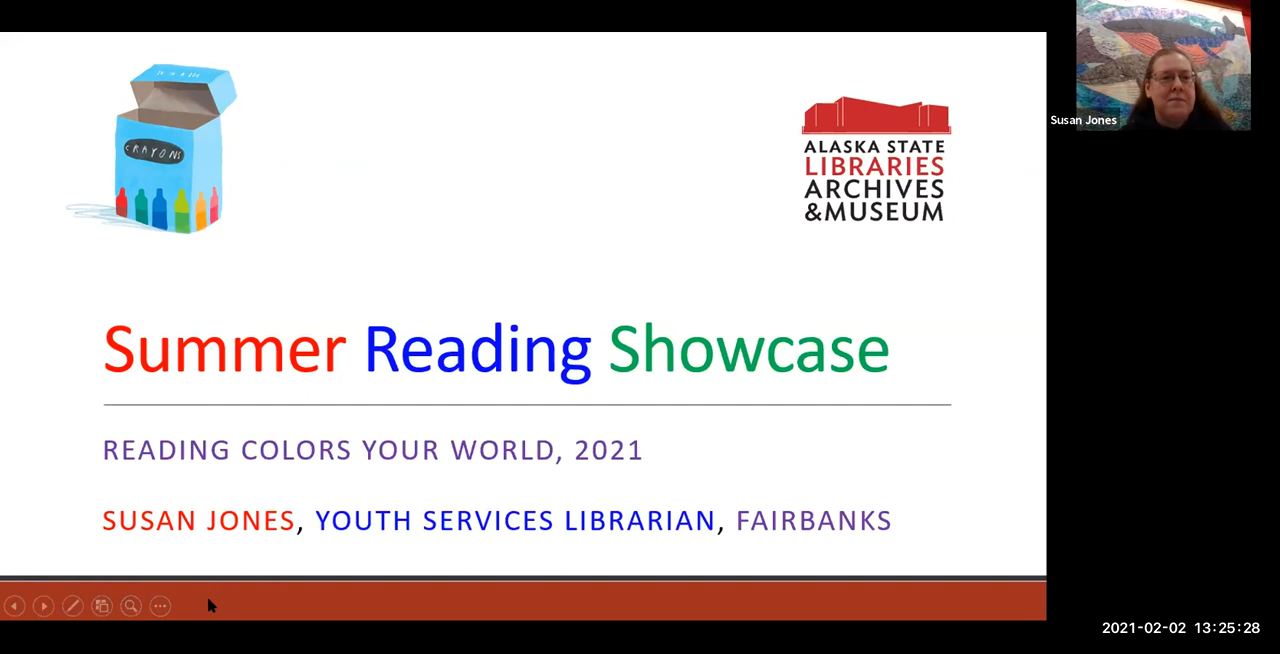 CRAYONS
ALASKA STATE
LIBRARIES
ARCHIVES
&MUSEUM
Susan Jones
Summer Reading Showcase
READING COLORS YOUR WORLD, 2021
SUSAN JONES, YOUTH SERVICES LIBRARIAN, FAIRBANKS
2021-02-02 13:25:28